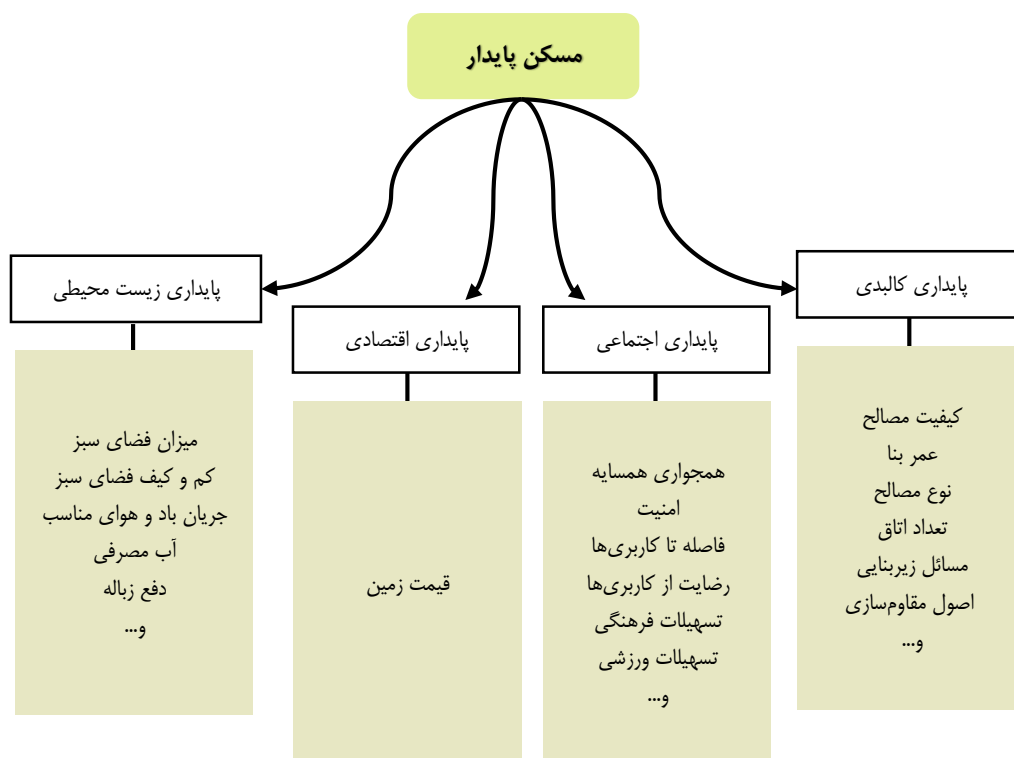 مسکن پایدار
پایداری کالبدی
کیفیت مصالح
عمر بنا
نوع مصالح
تعداد اتاق
مسائل زیربنایی
اصول مقاوم‌سازی
و...
پایداری اجتماعی
همجواری همسایه
امنیت
فاصله تا کاربری‌ها
رضایت از کاربری‌ها
تسهیلات فرهنگی
تسهیلات ورزشی
و...
پایداری اقتصادی
قیمت زمین
پایداری زیست محیطی
میزان فضای سبز
کم و کیف فضای سبز
جریان باد و هوای مناسب
آب مصرفی
دفع زباله
و...